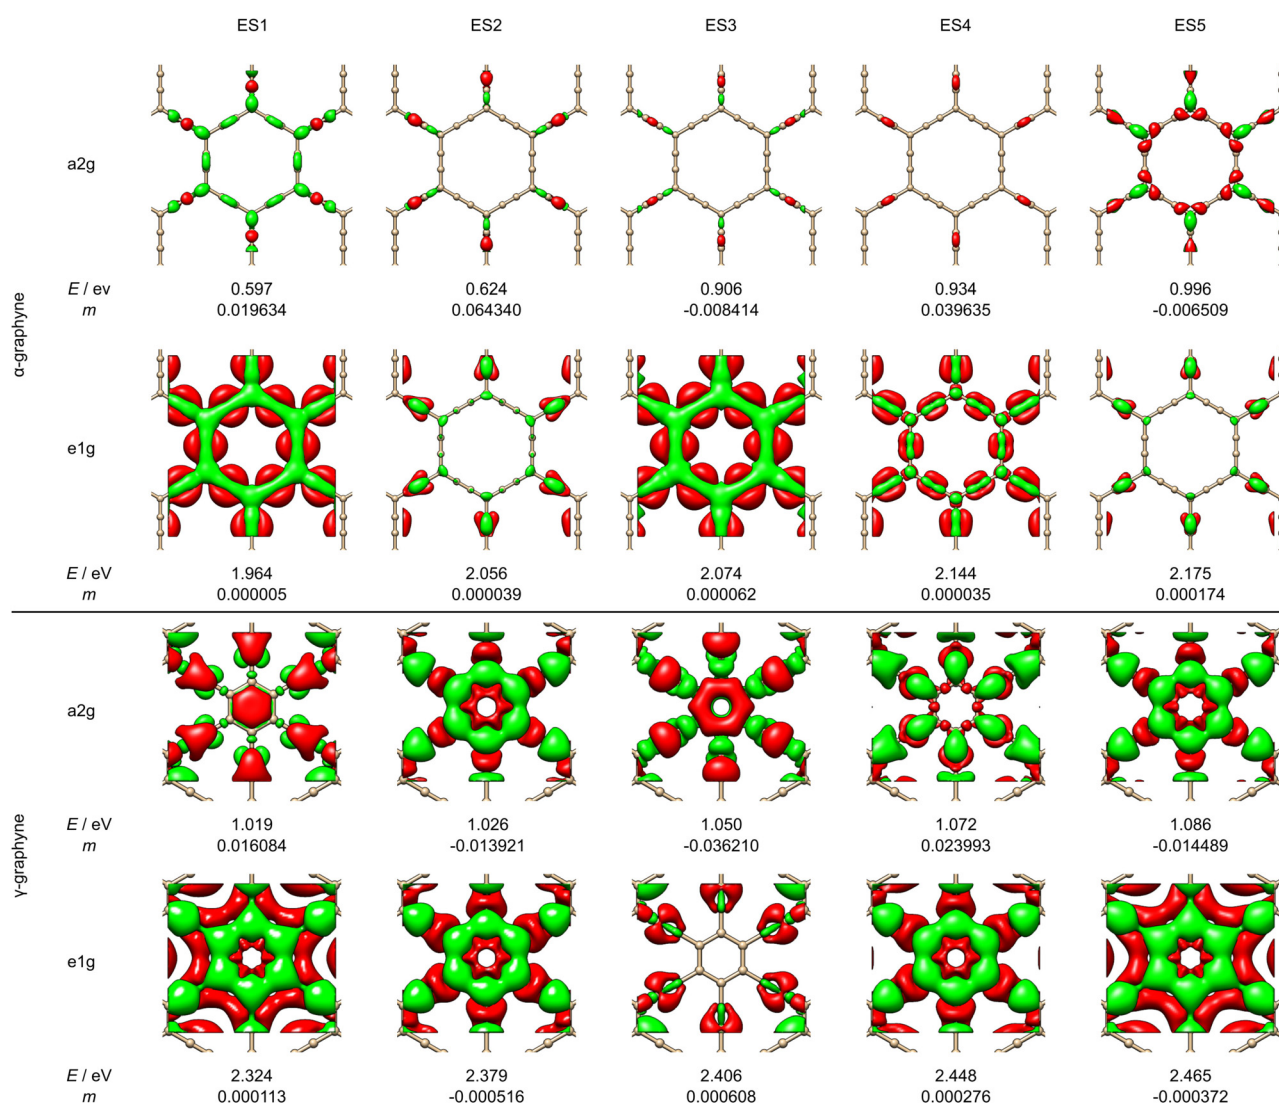 ES1 ES2 ES3 ES4 ES5
α-graphyne
a2g
E / ev 0.597 0.624 0.906 0.934 0.996
m 0.019634 0.064340 -0.008414 0.039635 -0.006509
e1g
E / eV 1.964 2.056 2.074 2.144 2.175
m 0.000005 0.000039 0.000062 0.000035 0.000174
γ-graphyne
a2g
E / eV 1.019 1.026 1.050 1.072 1.086
m 0.016084 -0.013921 -0.036210 0.023993 -0.014489
e1g
E / eV 2.324 2.379 2.406 2.448 2.465
m 0.000113 -0.000516 0.000608 0.000276 -0.000372